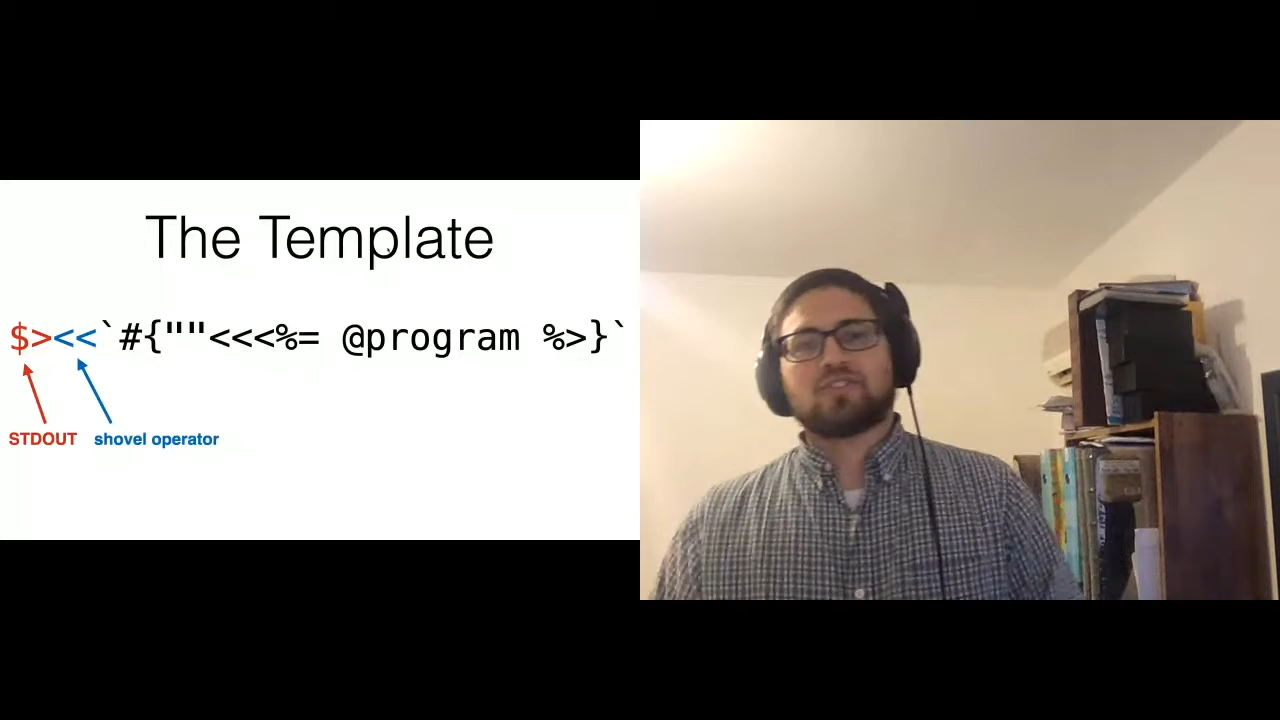 The Template
$><<`#{""<<<%= @program %>}`
STDOUT shovel operator